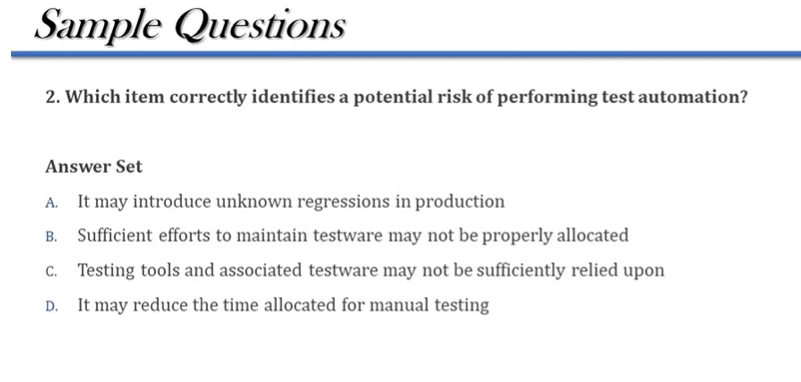 Sample Questions
2. Which item correctly identifies a potential risk of performing test automation?
Answer Set
A. It may introduce unknown regressions in production
B. Sufficient efforts to maintain testware may not be properly allocated
C. Testing tools and associated testware may not be sufficiently relied upon
D. It may reduce the time allocated for manual testing